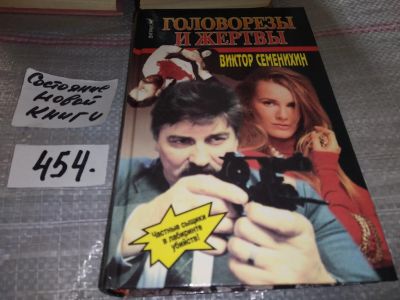 ГОЛОВОРЕЗЫ
И ЖЕРТВЫ
ВИКТОР СЕМЕНИХИН
Состояние
новой
книги
454.
Частные сыщики
в лабиринте
убийств!